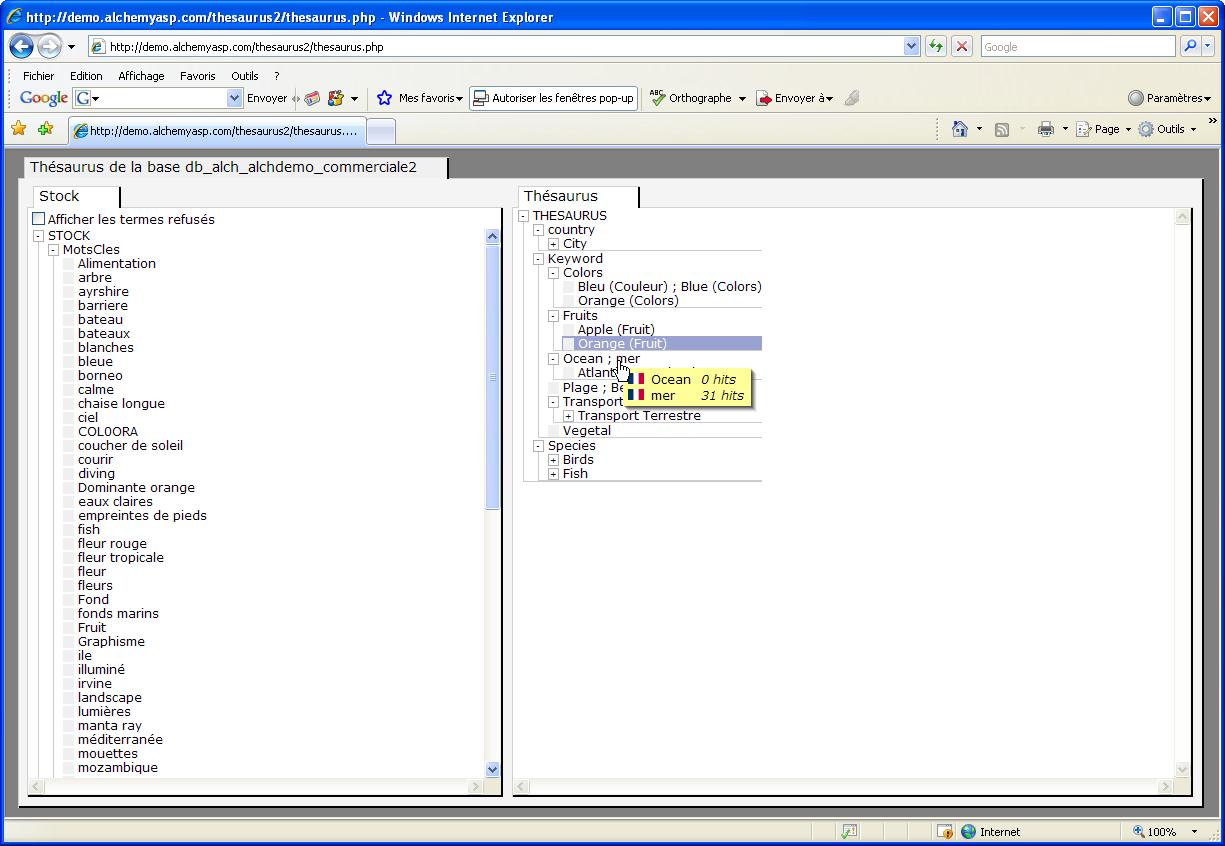 http://demo.alchemyasp.com/thesaurus2/thesaurus.php - Windows Internet Explorer
http://demo.alchemyasp.com/thesaurus2/thesaurus.php
Google
Fichier Edition Affichage Favoris Outils ?
Google G Envoyer Mes favoris Autoriser les fenêtres pop-up ABC Orthographe Envoyer à Paramètres
http://demo.alchemyasp.com/thesaurus2/thesaurus....
Page Outils »
Thésaurus de la base db_alch_alchdemo_commerciale2
Stock
Afficher les termes refusés
STOCK
MotsCles
Alimentation
arbre
ayrshire
barriere
bateau
bateaux
blanches
bleue
borneo
calme
chaise longue
ciel
COL0ORA
coucher de soleil
courir
diving
Dominante orange
eaux claires
empreintes de pieds
fish
fleur rouge
fleur tropicale
fleur
fleurs
Fond
fonds marins
Fruit
Graphisme
ile
illuminé
irvine
landscape
lumières
manta ray
méditerranée
mouettes
mozambique
Thésaurus
THESAURUS
country
City
Keyword
Colors
Bleu (Couleur) ; Blue (Colors)
Orange (Colors)
Fruits
Apple (Fruit)
Orange (Fruit)
Ocean ; mer
Ocean 0 hits
mer 31 hits
Plage ;
Transport
Transport Terrestre
Vegetal
Species
Birds
Fish
Internet
100%